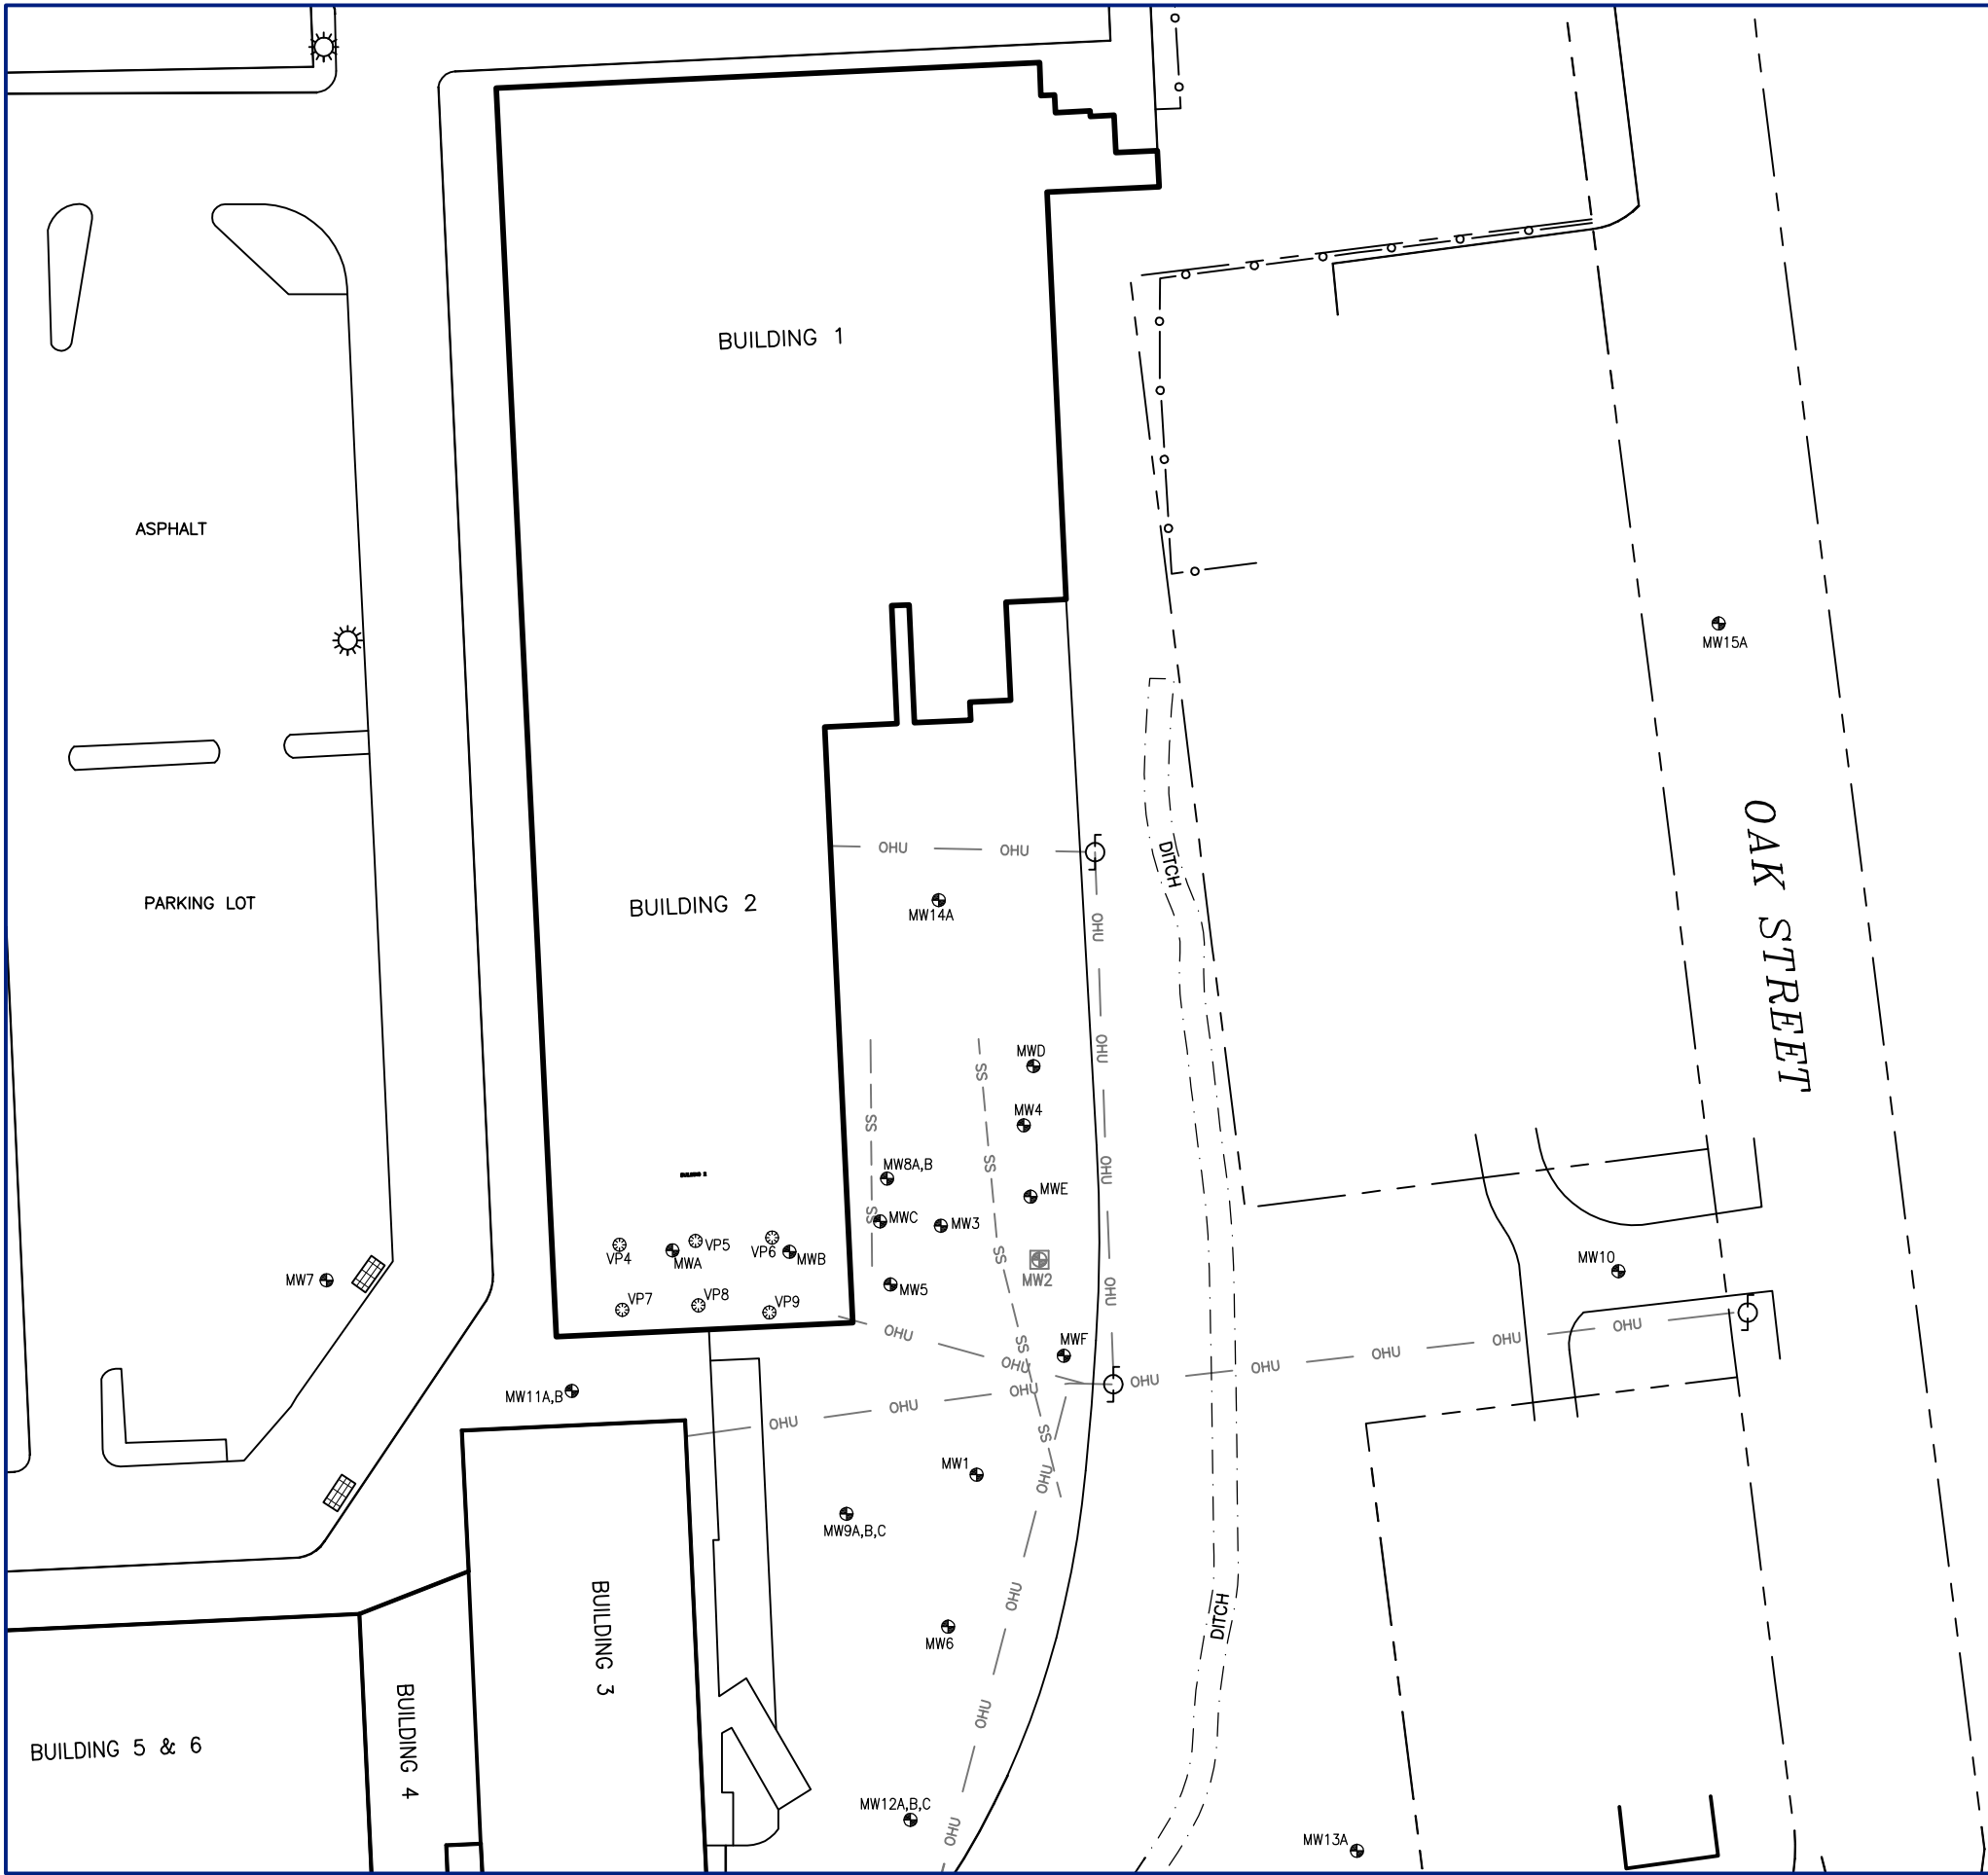 BUILDING 1
ASPHALT
MW15A
OHU
OHU
DITCH
OAK STREET
PARKING LOT
BUILDING 2
MW14A
OHU
OHU
MWD
SS
MW4
SS
SS
MW8A,B
OHU
MWE
SS
MWC
MW3
VP4
MWA
VP5
VP6
MWB
SS
MW2
MW10
MW7
MW5
OHU
VP7
VP8
VP9
OHU
MWF
SS
OHU
OHU
OHU
OHU
OHU
OHU
OHU
OHU
OHU
MW11A,B
OHU
SS
MW1
OHU
MW9A,B,C
OHU
DITCH
BUILDING 3
MW6
OHU
BUILDING 4
BUILDING 5 & 6
MW12A,B,C
OHU
MW13A